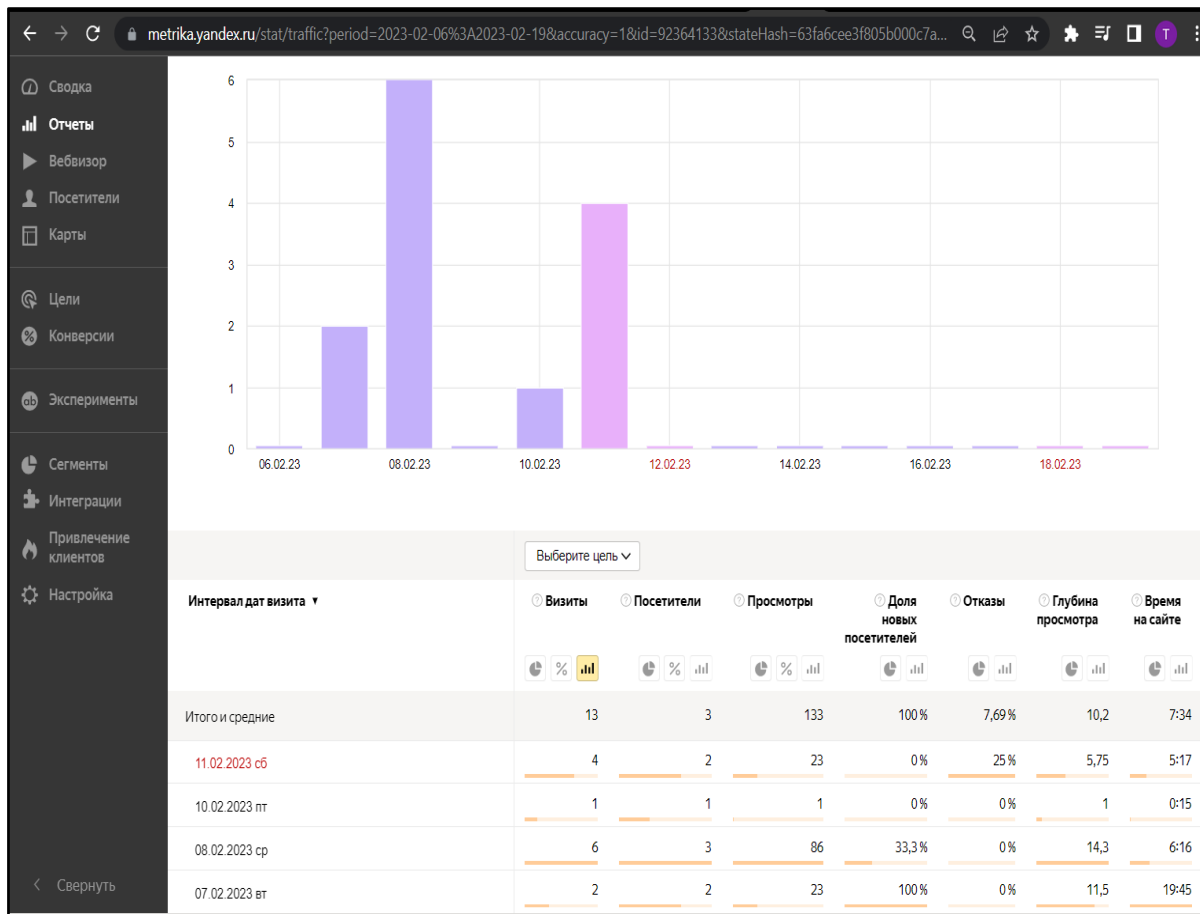 metrika.yandex.ru/stat/traffic?period=2023-02-06%3A2023-02-19&accuracy=1&id=92364133&stateHash=63fa6cee3f805b000c7a...
T
Сводка
Отчеты
Вебвизор
Посетители
Карты
Цели
Конверсии
ab Эксперименты
Сегменты
Интеграции
Привлечение
клиентов
Настройка
Свернуть
6
5
4
3
2
1
0
06.02.23 08.02.23 10.02.23 12.02.23 14.02.23 16.02.23 18.02.23
Выберите цель
Интервал дат визита ▼ ? Визиты ? Посетители ? Просмотры ? Доля ? Отказы ? Глубина ? Время
новых просмотра на сайте
посетителей
% % %
Итого и средние 13 3 133 100 % 7,69 % 10,2 7:34
11.02.2023 сб 4 2 23 0 % 25 % 5,75 5:17
10.02.2023 пт 1 1 1 0 % 0 % 1 0:15
08.02.2023 ср 6 3 86 33,3 % 0 % 14,3 6:16
07.02.2023 вт 2 2 23 100 % 0 % 11,5 19:45